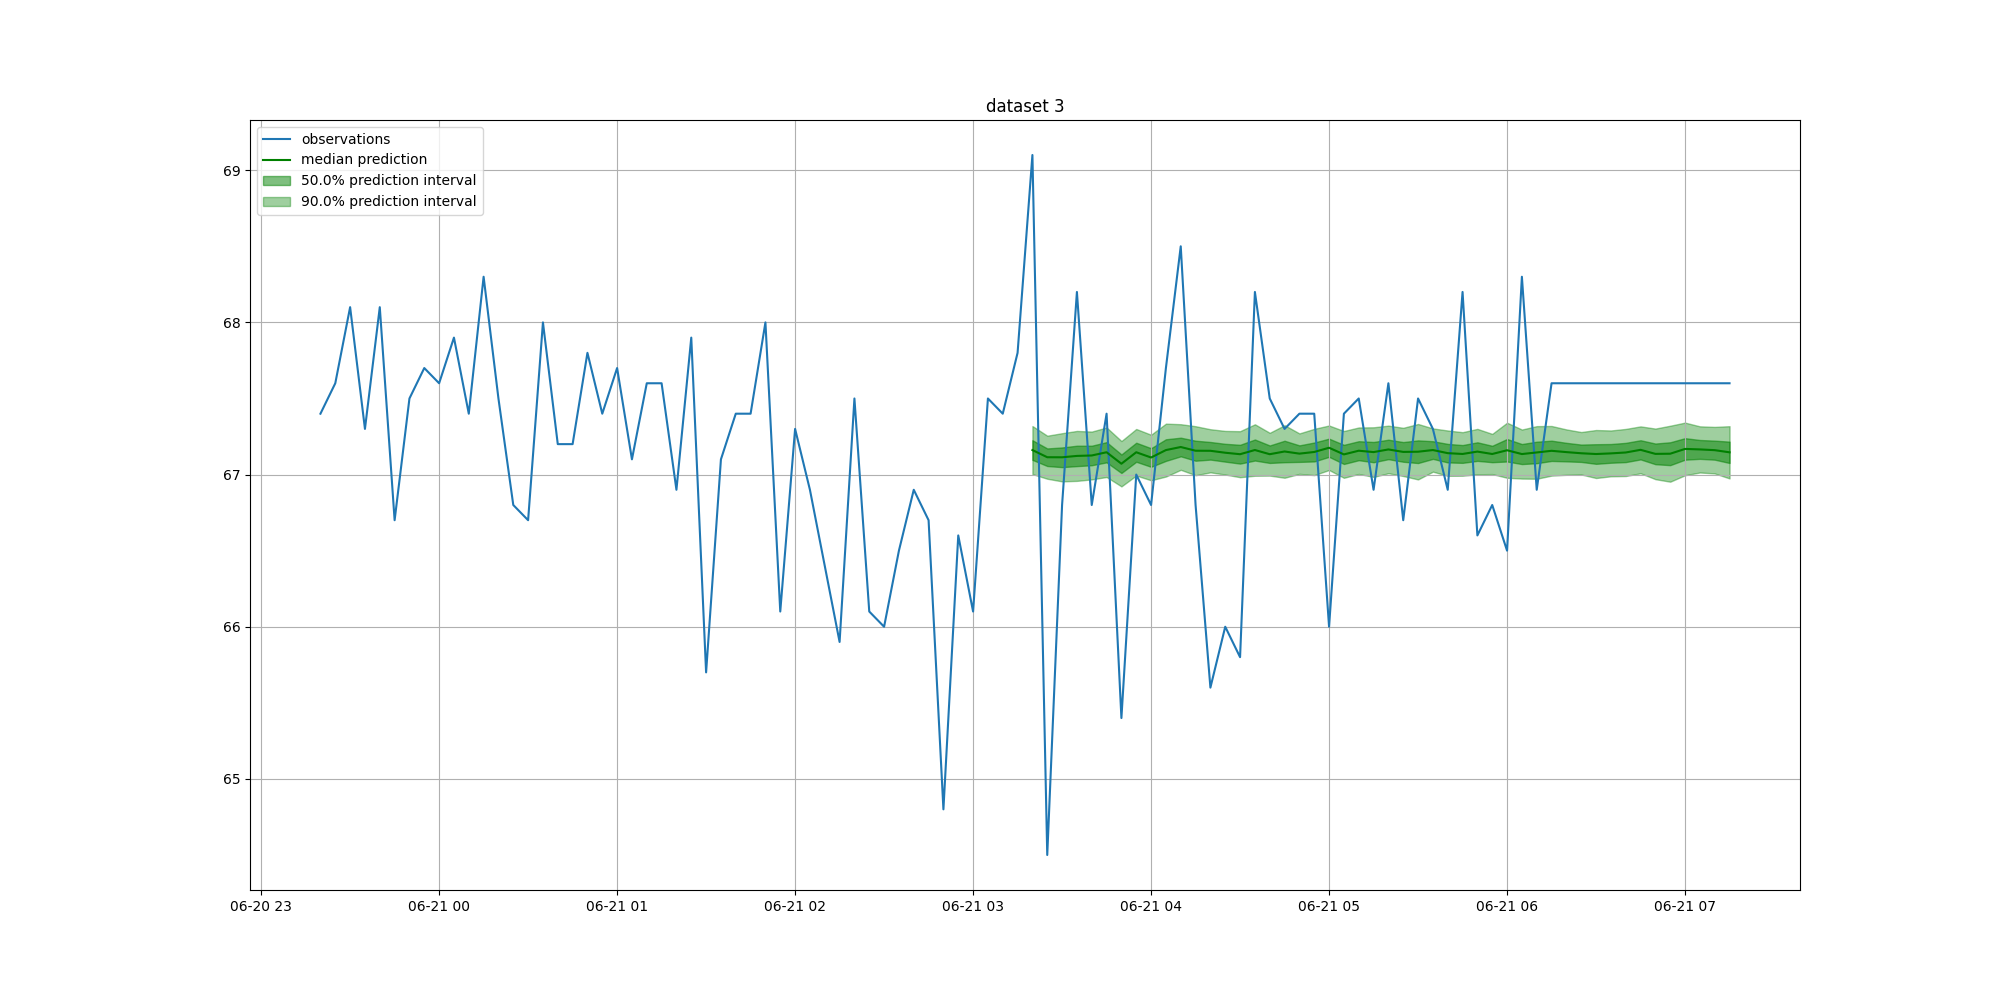 dataset 3
observations
median prediction
50.0% prediction interval
90.0% prediction interval
69
68
67
66
65
06-20 23
06-21 00
06-21 01
06-21 02
06-21 03
06-21 04
06-21 05
06-21 06
06-21 07